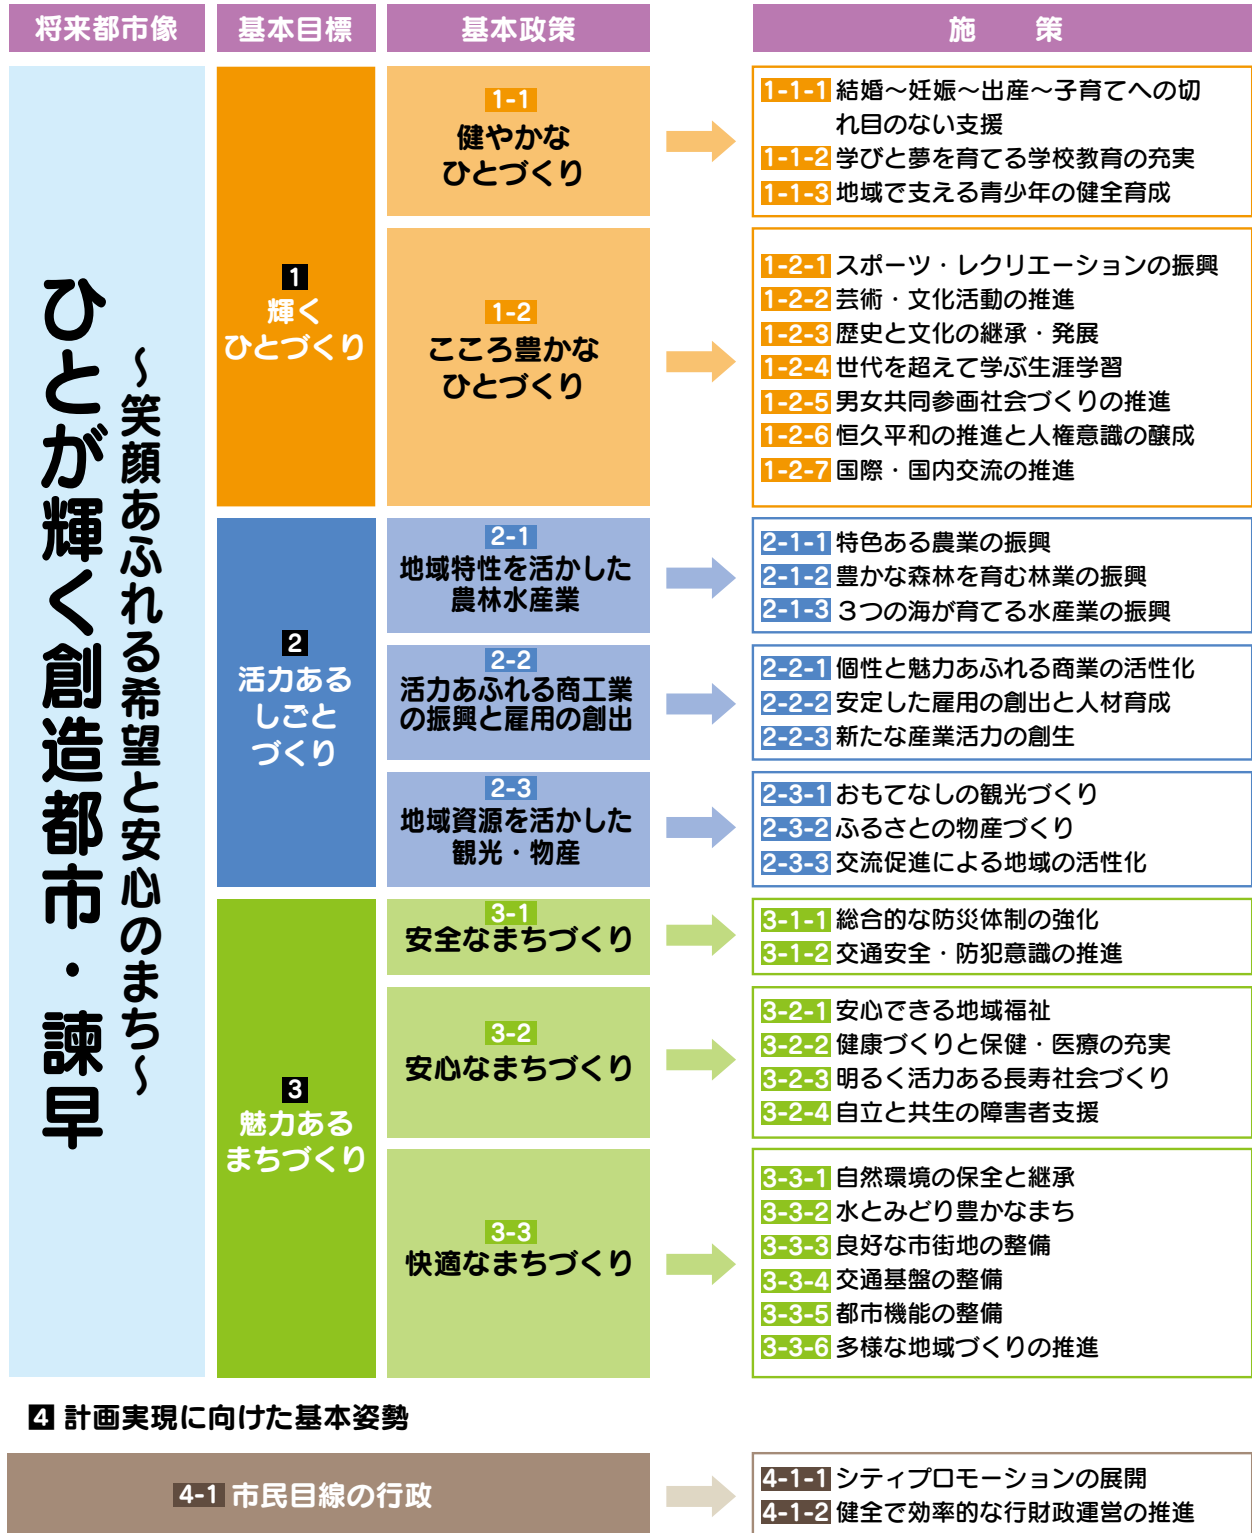 将来都市像
基本目標
基本政策
施　策
ひとが輝く創造都市・諫早
～笑顔あふれる希望と安心のまち～
1
輝く
ひとづくり
1-1
健やかな
ひとづくり
1-1-1 結婚～妊娠～出産～子育てへの切
れ目のない支援
1-1-2 学びと夢を育てる学校教育の充実
1-1-3 地域で支える青少年の健全育成
1-2
こころ豊かな
ひとづくり
1-2-1 スポーツ・レクリエーションの振興
1-2-2 芸術・文化活動の推進
1-2-3 歴史と文化の継承・発展
1-2-4 世代を超えて学ぶ生涯学習
1-2-5 男女共同参画社会づくりの推進
1-2-6 恒久平和の推進と人権意識の醸成
1-2-7 国際・国内交流の推進
2
活力ある
しごと
づくり
2-1
地域特性を活かした
農林水産業
2-1-1 特色ある農業の振興
2-1-2 豊かな森林を育む林業の振興
2-1-3 3つの海が育てる水産業の振興
2-2
活力あふれる商工業
の振興と雇用の創出
2-2-1 個性と魅力あふれる商業の活性化
2-2-2 安定した雇用の創出と人材育成
2-2-3 新たな産業活力の創生
2-3
地域資源を活かした
観光・物産
2-3-1 おもてなしの観光づくり
2-3-2 ふるさとの物産づくり
2-3-3 交流促進による地域の活性化
3
魅力ある
まちづくり
3-1
安全なまちづくり
3-1-1 総合的な防災体制の強化
3-1-2 交通安全・防犯意識の推進
3-2
安心なまちづくり
3-2-1 安心できる地域福祉
3-2-2 健康づくりと保健・医療の充実
3-2-3 明るく活力ある長寿社会づくり
3-2-4 自立と共生の障害者支援
3-3
快適なまちづくり
3-3-1 自然環境の保全と継承
3-3-2 水とみどり豊かなまち
3-3-3 良好な市街地の整備
3-3-4 交通基盤の整備
3-3-5 都市機能の整備
3-3-6 多様な地域づくりの推進
4 計画実現に向けた基本姿勢
4-1 市民目線の行政
4-1-1 シティプロモーションの展開
4-1-2 健全で効率的な行財政運営の推進